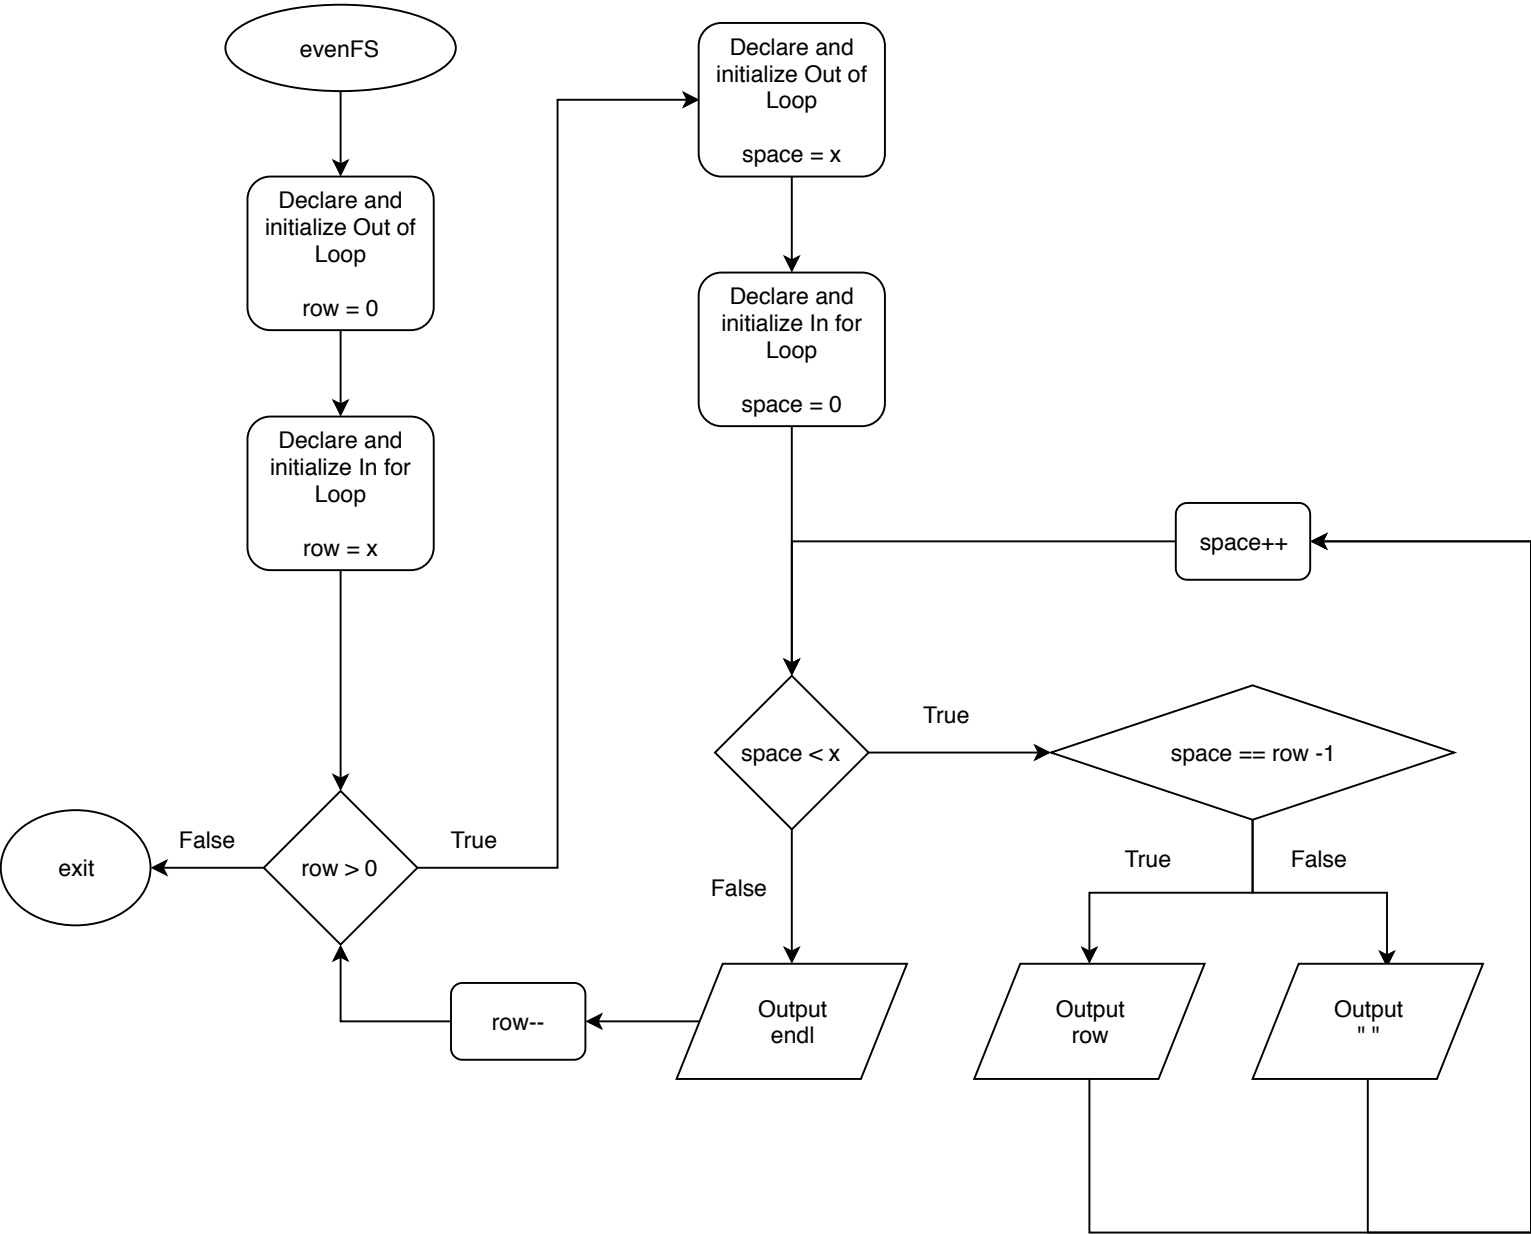 evenFS
Declare and
initialize Out of
Loop
row = 0
Declare and
initialize In for
Loop
row = x
row > 0
False
exit
True
Declare and
initialize Out of
Loop
space = x
Declare and
initialize In for
Loop
space = 0
space++
space < x
True
space == row -1
True
False
Output
row
Output
" "
False
Output
endl
row--